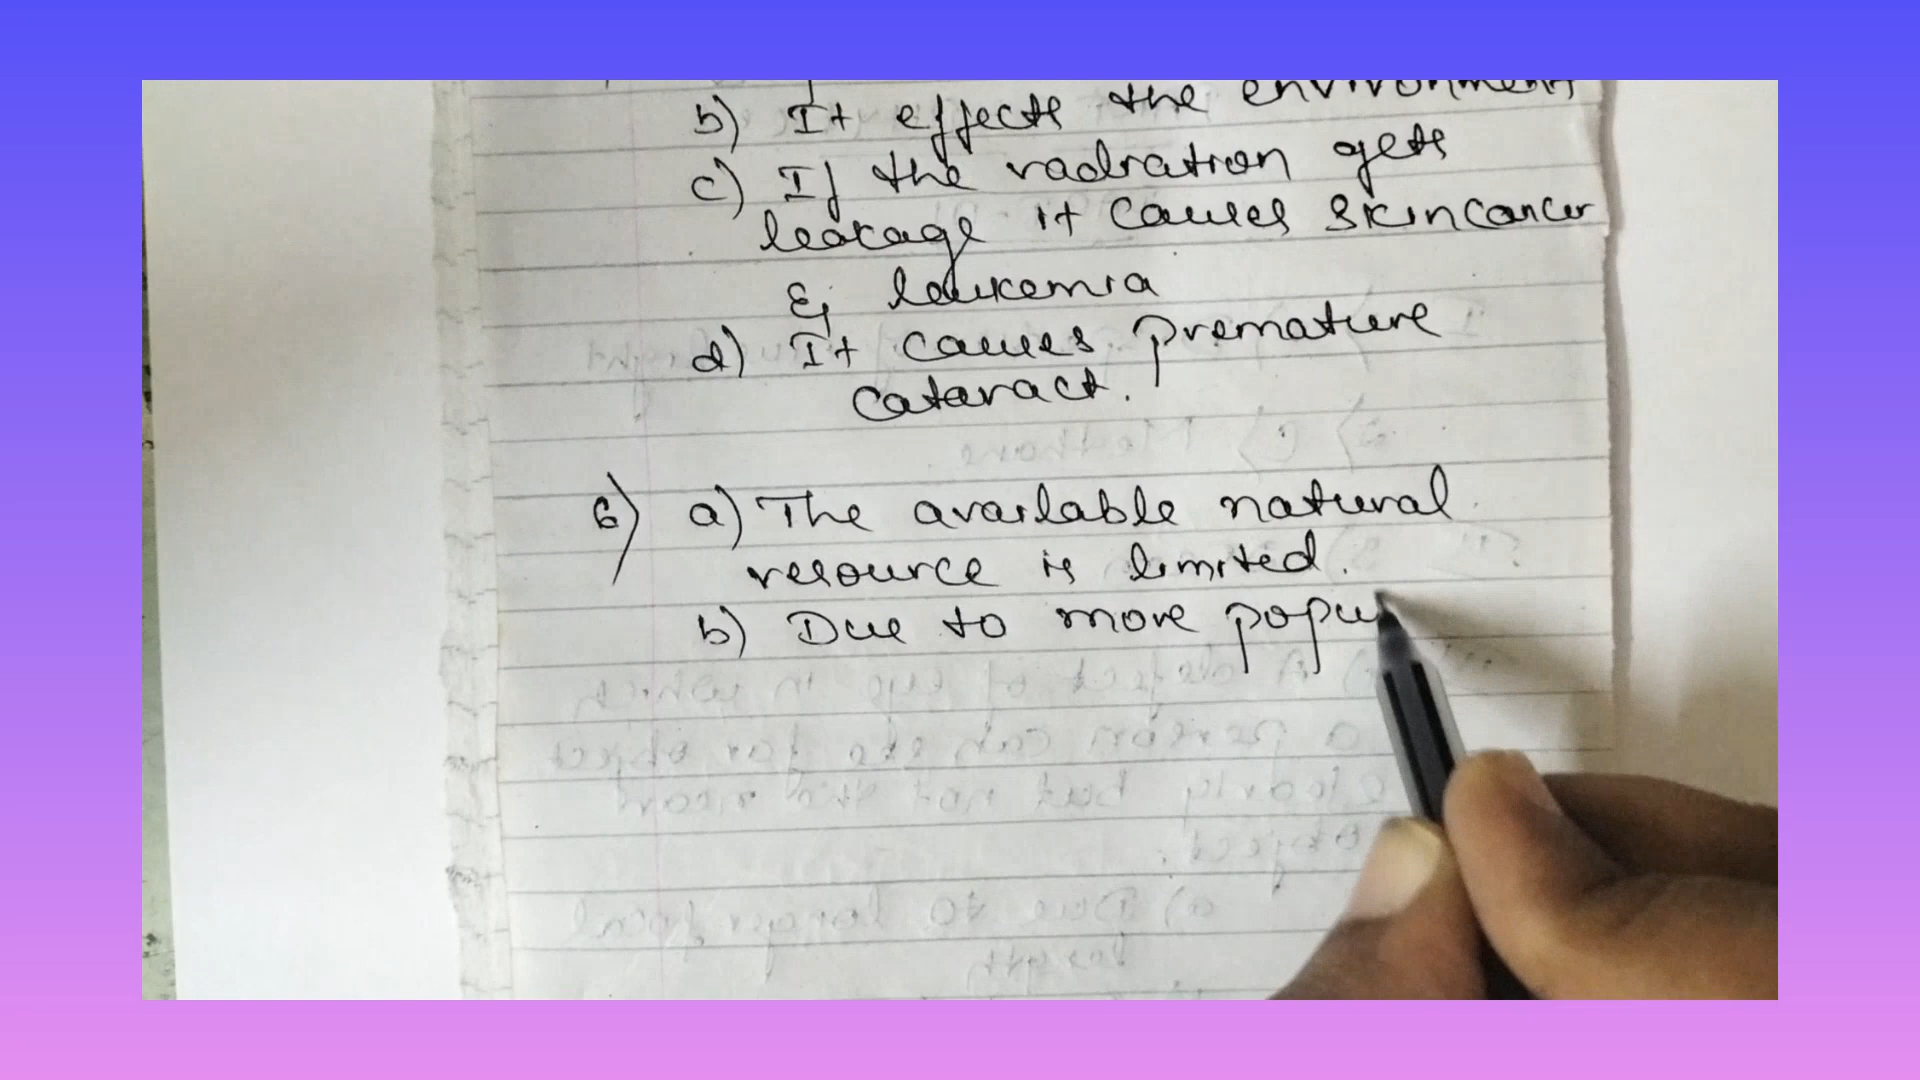 b) It effects the environment
c) If the radiation gets
leakage it causes skin cancer
& leukemia
d) It causes premature
cataract.
6) a) The available natural
resource is limited.
b) Due to more popu